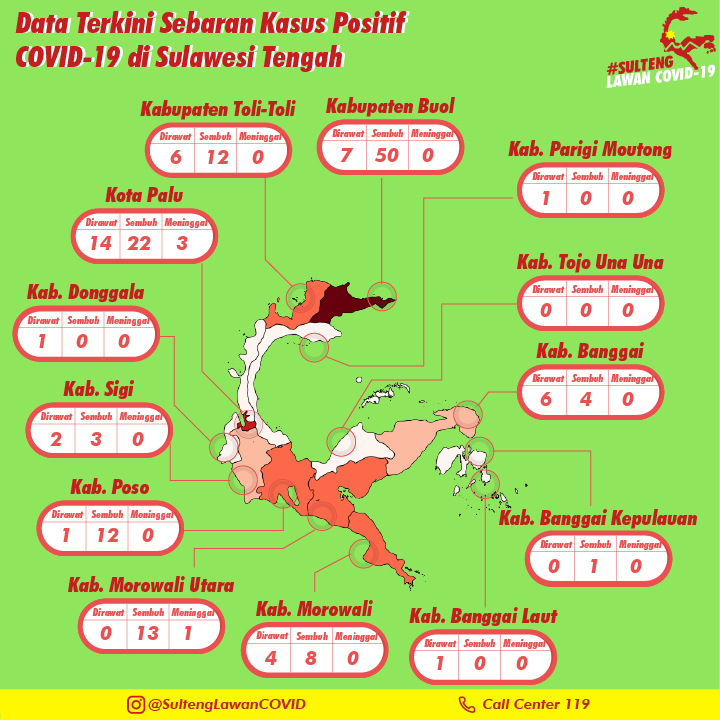 Data Terkini Sebaran Kasus Positif
COVID-19 di Sulawesi Tengah
#SULTENG
LAWAN COVID-19
Kabupaten Toli-Toli
Dirawat Sembuh Meninggal
6 12 0
Kabupaten Buol
Dirawat Sembuh Meninggal
7 50 0
Kab. Parigi Moutong
Dirawat Sembuh Meninggal
1 0 0
Kota Palu
Dirawat Sembuh Meninggal
14 22 3
Kab. Tojo Una Una
Dirawat Sembuh Meninggal
0 0 0
Kab. Donggala
Dirawat Sembuh Meninggal
1 0 0
Kab. Banggai
Dirawat Sembuh Meninggal
6 4 0
Kab. Sigi
Dirawat Sembuh Meninggal
2 3 0
Kab. Poso
Dirawat Sembuh Meninggal
1 12 0
Kab. Banggai Kepulauan
Dirawat Sembuh Meninggal
0 1 0
Kab. Morowali Utara
Dirawat Sembuh Meninggal
0 13 1
Kab. Morowali
Dirawat Sembuh Meninggal
4 8 0
Kab. Banggai Laut
Dirawat Sembuh Meninggal
1 0 0
@SultengLawanCOVID
Call Center 119